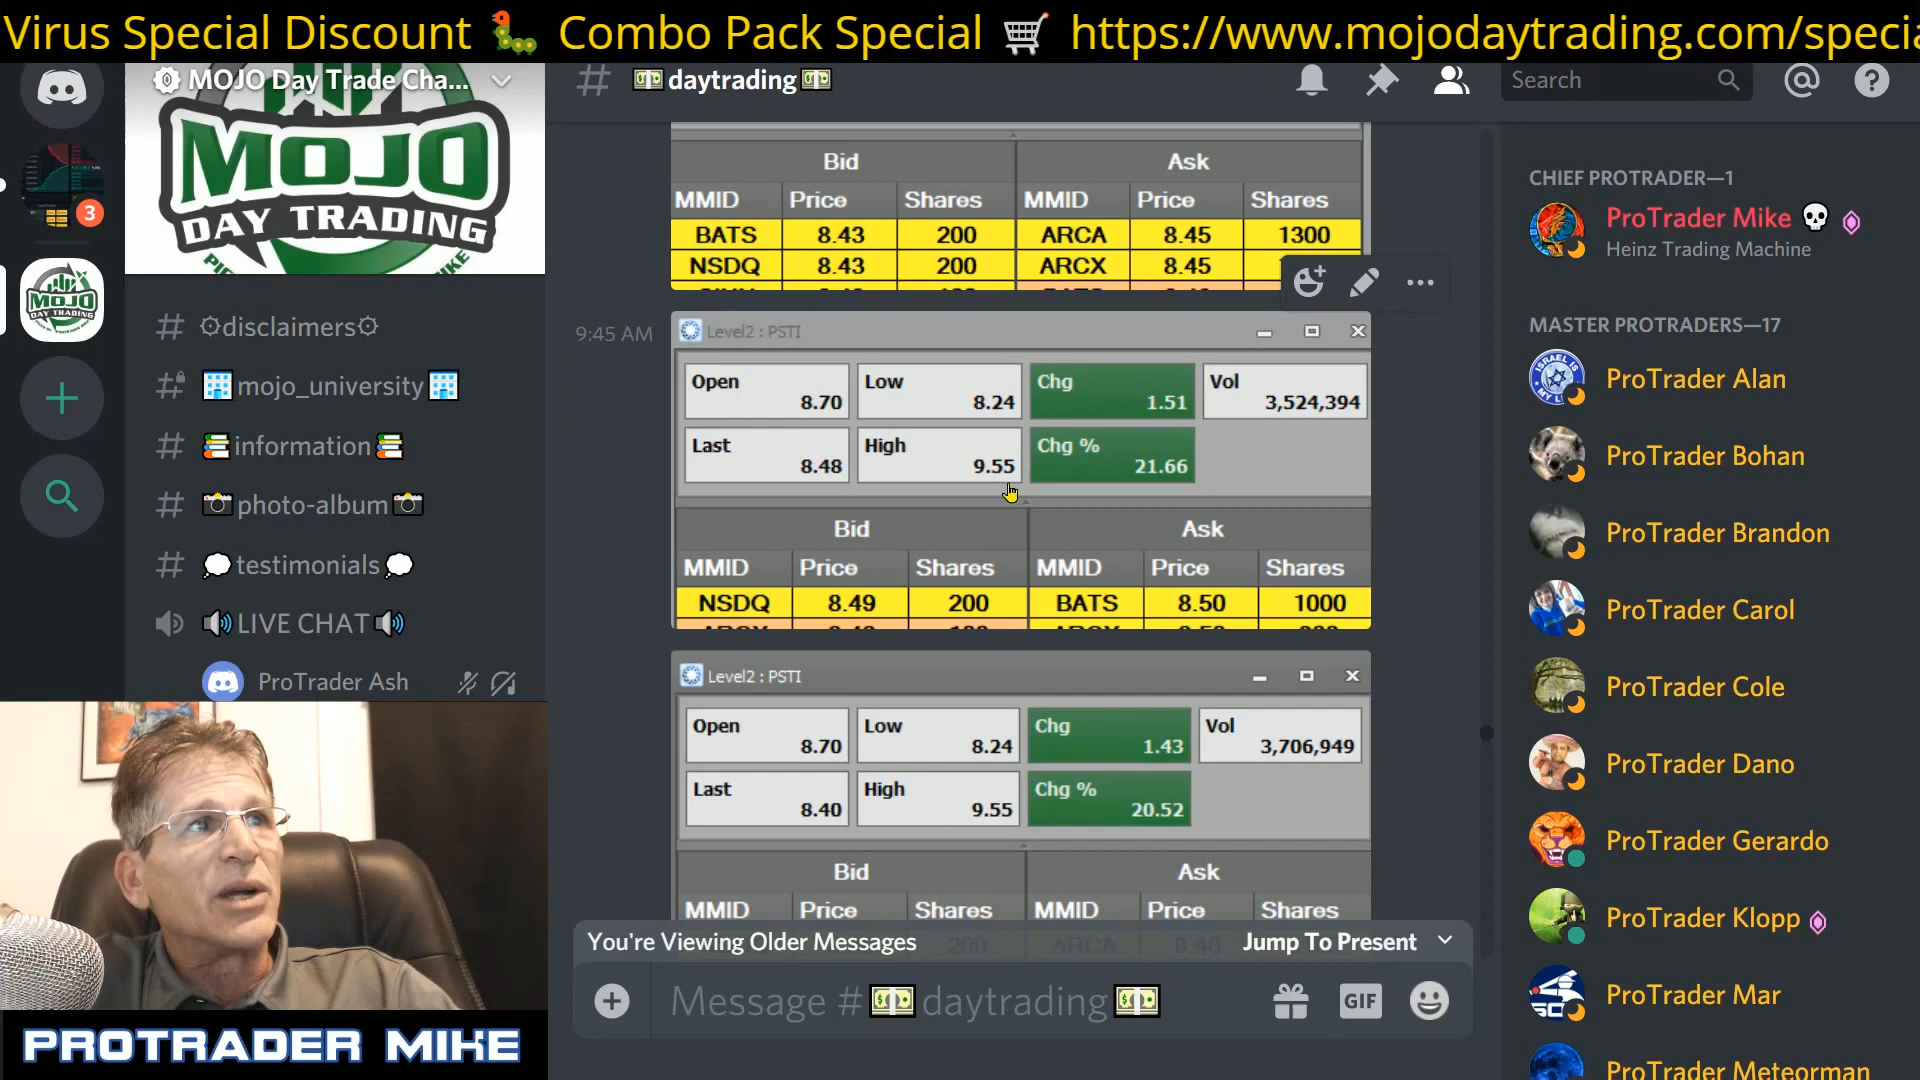 Virus Special Discount 🐛 Combo Pack Special 🛒 https://www.mojodaytrading.com/specia
MOJO Day Trade Cha...
MOJO
DAY TRADING
3
MOJO
DAY TRADING
disclaimers
mojo_university
information
photo-album
testimonials
LIVE CHAT
ProTrader Ash
PROTRADER MIKE
# daytrading
Search
Bid Ask
MMID Price Shares MMID Price Shares
BATS 8.43 200 ARCA 8.45 1300
NSDQ 8.43 200 ARCX 8.45
9:45 AM
Level2 : PSTI
Open 8.70 Low 8.24 Chg 1.51 Vol 3,524,394
Last 8.48 High 9.55 Chg % 21.66
Bid Ask
MMID Price Shares MMID Price Shares
NSDQ 8.49 200 BATS 8.50 1000
Level2 : PSTI
Open 8.70 Low 8.24 Chg 1.43 Vol 3,706,949
Last 8.40 High 9.55 Chg % 20.52
Bid Ask
MMID Price Shares MMID Price Shares
200 ARCA 8.40
You're Viewing Older Messages Jump To Present
Message # daytrading
GIF
CHIEF PROTRADER—1
ProTrader Mike
Heinz Trading Machine
MASTER PROTRADERS—17
ProTrader Alan
ProTrader Bohan
ProTrader Brandon
ProTrader Carol
ProTrader Cole
ProTrader Dano
ProTrader Gerardo
ProTrader Klopp
ProTrader Mar
ProTrader Meteorman